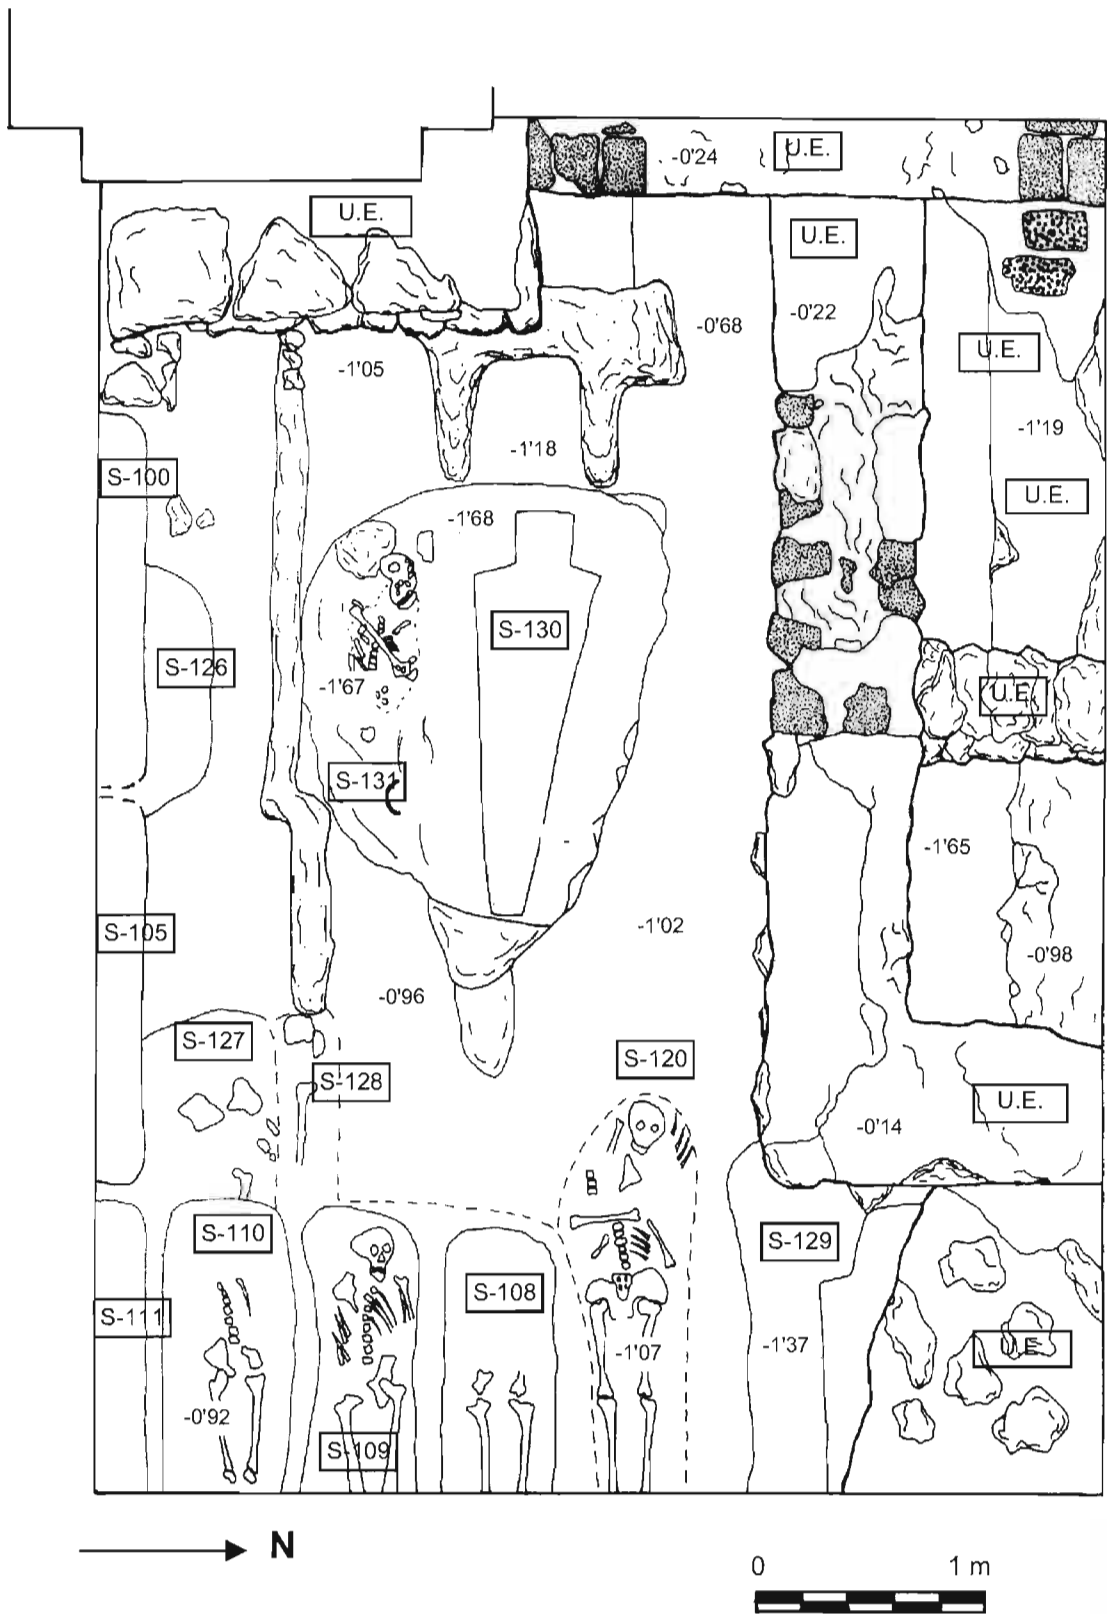 -0'24
U.E.
U.E.
U.E.
-0'22
-0'68
U.E.
-1'05
-1'19
-1'18
S-100
U.E.
-1'68
S-130
S-126
-1'67
U.E.
S-131
-1'65
S-105
-1'02
-0'98
-0'96
S-127
S-120
S-128
U.E.
-0'14
S-110
S-129
S-108
S-111
-1'37
U.E.
-1'07
-0'92
S-109
N
0 1 m